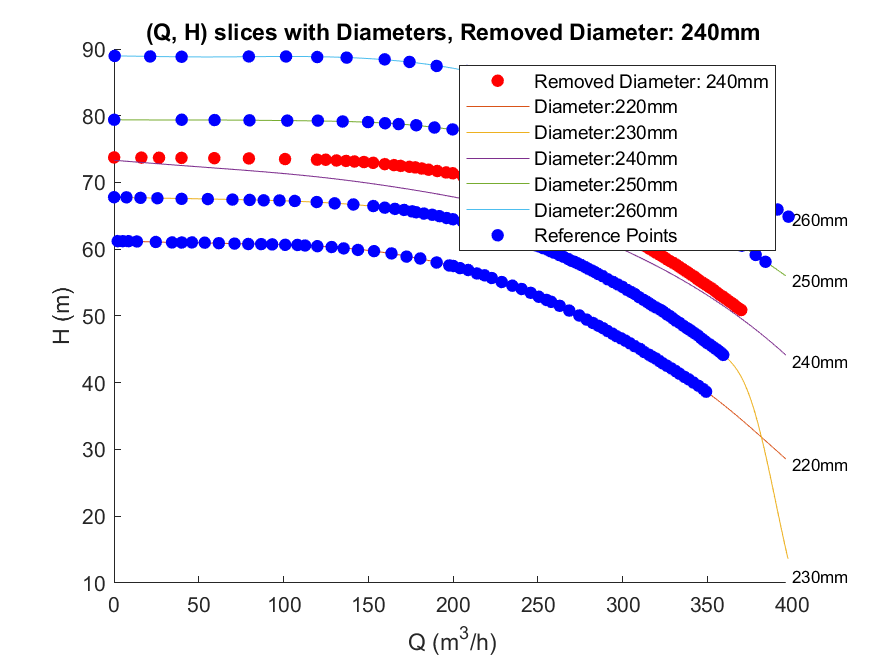 (Q, H) slices with Diameters, Removed Diameter: 240mm
90
80
70
60
50
40
30
20
10
H (m)
0
50
100
150
200
250
300
350
400
Q (m3/h)
Removed Diameter: 240mm
Diameter:220mm
Diameter:230mm
Diameter:240mm
Diameter:250mm
Diameter:260mm
Reference Points
260mm
250mm
240mm
220mm
230mm